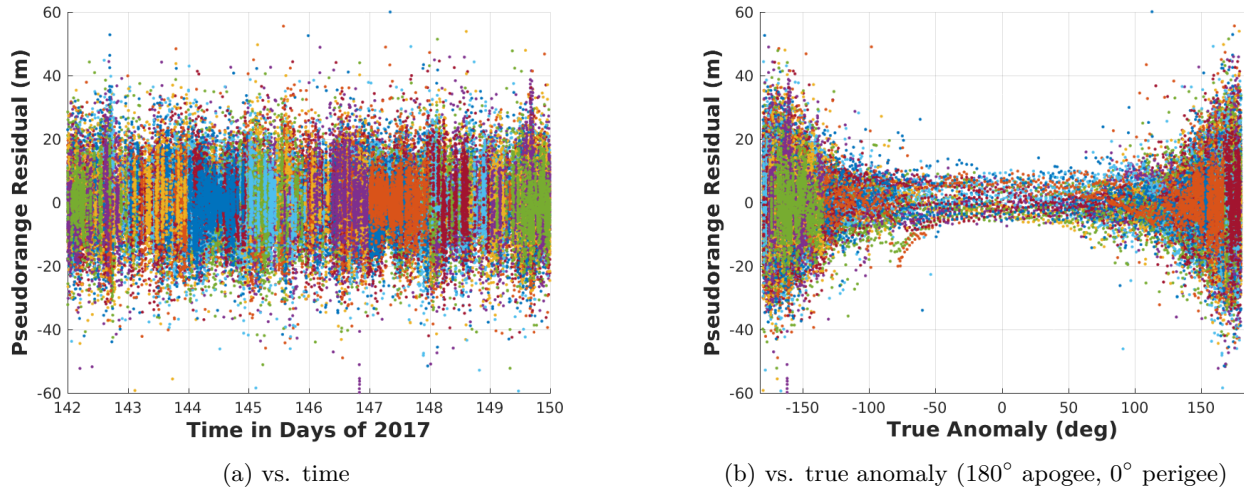 60
40
20
0
-20
-40
-60
Pseudorange Residual (m)
142 143 144 145 146 147 148 149 150
Time in Days of 2017
(a) vs. time
60
40
20
0
-20
-40
-60
Pseudorange Residual (m)
-150 -100 -50 0 50 100 150
True Anomaly (deg)
(b) vs. true anomaly (180° apogee, 0° perigee)